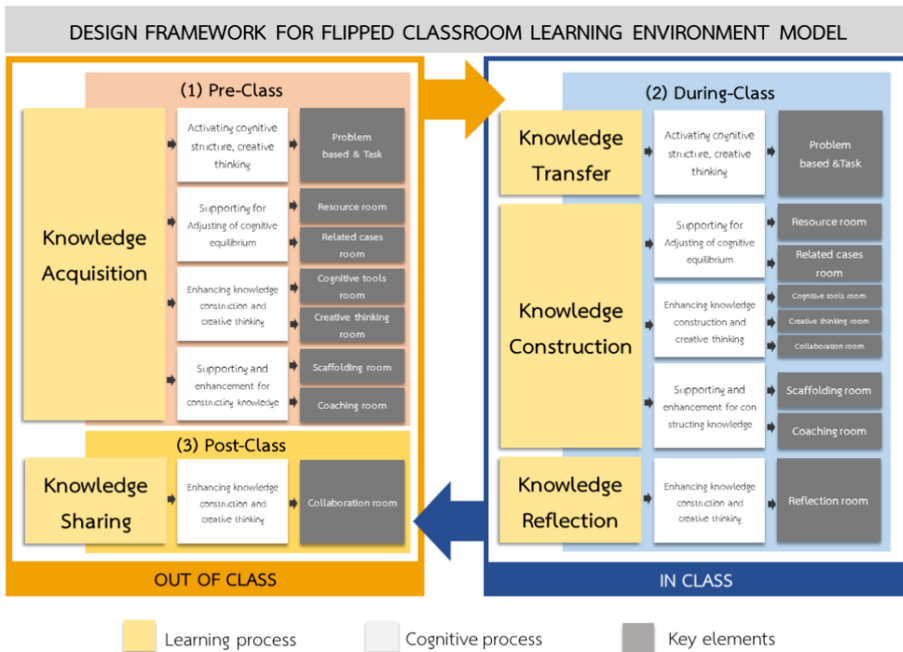 DESIGN FRAMEWORK FOR FLIPPED CLASSROOM LEARNING ENVIRONMENT MODEL
(1) Pre-Class
Knowledge
Acquisition
Activating cognitive
structure, creative
thinking
Problem
based & Task
Supporting for
Adjusting of cognitive
equilibrium
Resource room
Related cases
room
Enhancing knowledge
construction and
creative thinking
Cognitive tools
room
Creative thinking
room
Supporting and
enhancement for
constructing knowledge
Scaffolding room
Coaching room
(3) Post-Class
Knowledge
Sharing
Enhancing knowledge
construction and
creative thinking
Collaboration room
OUT OF CLASS
(2) During-Class
Knowledge
Transfer
Activating cognitive
structure, creative
thinking
Problem
based &Task
Knowledge
Construction
Supporting for
Adjusting of cognitive
equilibrium
Resource room
Related cases
room
Enhancing knowledge
construction and
creative thinking
Cognitive tools room
Creative thinking room
Collaboration room
Supporting and
enhancement for con
structing knowledge
Scaffolding room
Coaching room
Knowledge
Reflection
Enhancing knowledge
construction and
creative thinking
Reflection room
IN CLASS
Learning process
Cognitive process
Key elements